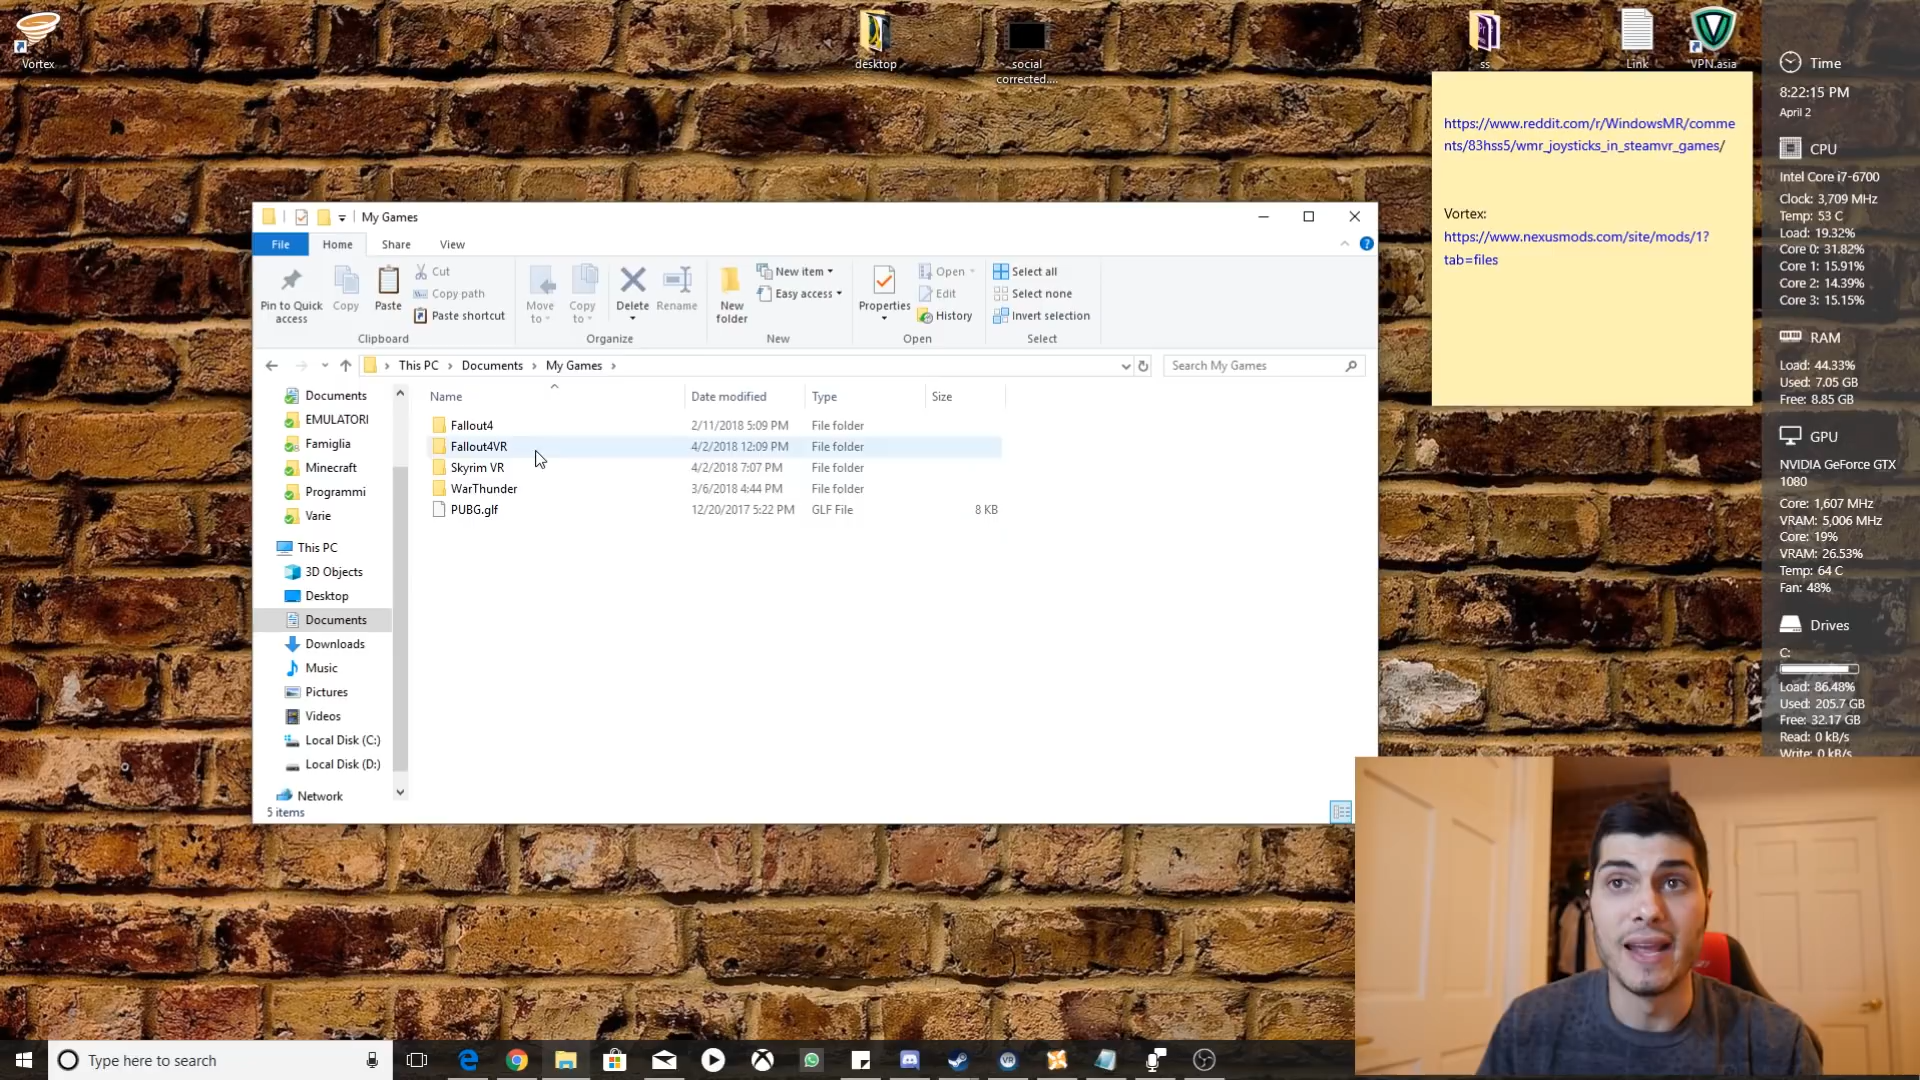 Vortex
desktop
social
corrected....
ss
Link
VPN.asia
https://www.reddit.com/r/WindowsMR/comme
nts/83hss5/wmr_joysticks_in_steamvr_games/
Vortex:
https://www.nexusmods.com/site/mods/1?
tab=files
Time
8:22:15 PM
April 2
CPU
Intel Core i7-6700
Clock: 3,709 MHz
Temp: 53 C
Load: 19.32%
Core 0: 31.82%
Core 1: 15.91%
Core 2: 14.39%
Core 3: 15.15%
RAM
Load: 44.33%
Used: 7.05 GB
Free: 8.85 GB
GPU
NVIDIA GeForce GTX
1080
Core: 1,607 MHz
VRAM: 5,006 MHz
Core: 19%
VRAM: 26.53%
Temp: 64 C
Fan: 48%
Drives
C:
Load: 86.48%
Used: 205.7 GB
Free: 32.17 GB
Read: 0 kB/s
Write: 0 kB/s
My Games
File Home Share View
Pin to Quick
access
Copy
Paste
Cut
Copy path
Paste shortcut
Clipboard
Move
to
Copy
to
Delete
Rename
Organize
New
folder
New item
Easy access
New
Properties
Open
Edit
History
Open
Select all
Select none
Invert selection
Select
This PC > Documents > My Games >
Search My Games
Name Date modified Type Size
Fallout4 2/11/2018 5:09 PM File folder
Fallout4VR 4/2/2018 12:09 PM File folder
Skyrim VR 4/2/2018 7:07 PM File folder
WarThunder 3/6/2018 4:44 PM File folder
PUBG.glf 12/20/2017 5:22 PM GLF File 8 KB
Documents
EMULATORI
Famiglia
Minecraft
Programmi
Varie
This PC
3D Objects
Desktop
Documents
Downloads
Music
Pictures
Videos
Local Disk (C:)
Local Disk (D:)
Network
5 items
Type here to search
VR